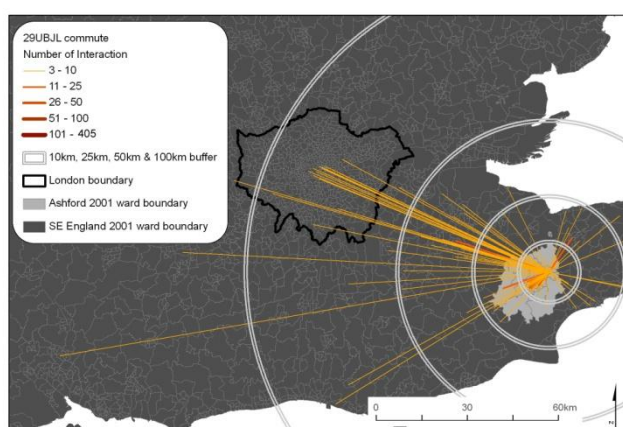 29UBJL commute
Number of Interaction
3 - 10
11 - 25
26 - 50
51 - 100
101 - 405
10km, 25km, 50km & 100km buffer
London boundary
Ashford 2001 ward boundary
SE England 2001 ward boundary
0 30 60km